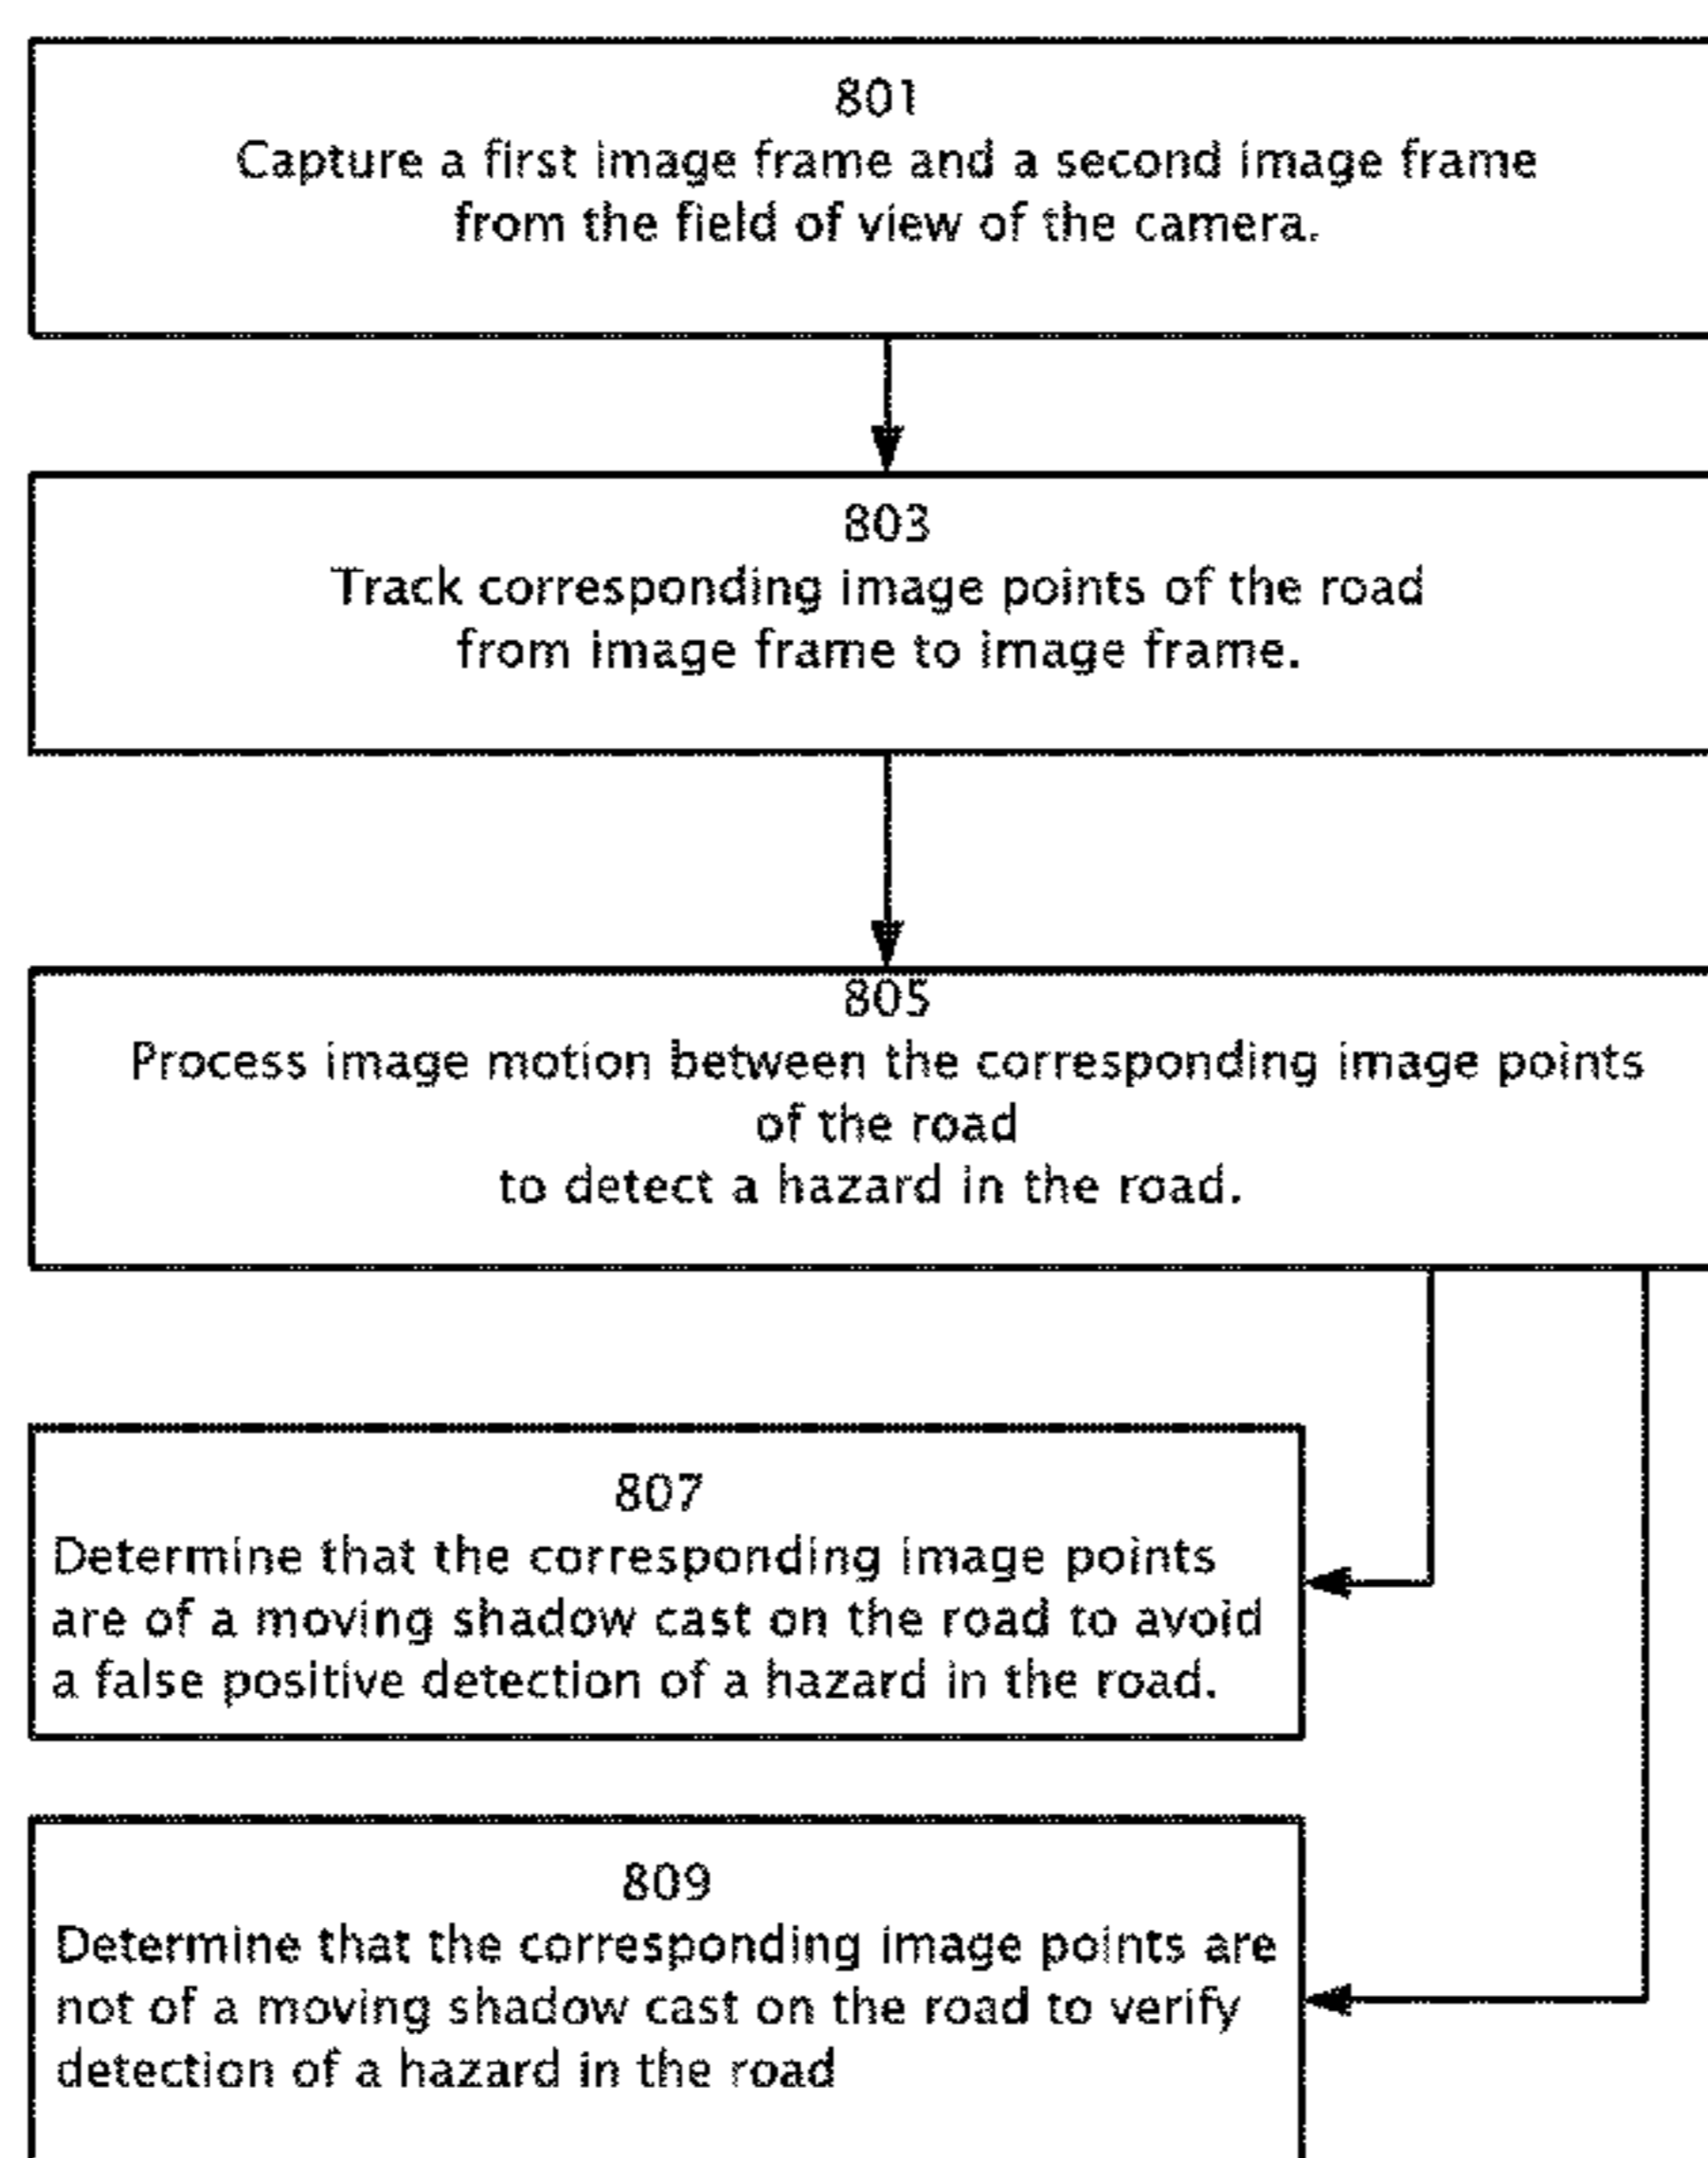 801
Capture a first image frame and a second image frame
from the field of view of the camera.
803
Track corresponding image points of the road
from image frame to image frame.
805
Process image motion between the corresponding image points
of the road
to detect a hazard in the road.
807
Determine that the corresponding image points
are of a moving shadow cast on the road to avoid
a false positive detection of a hazard in the road.
809
Determine that the corresponding image points are
not of a moving shadow cast on the road to verify
detection of a hazard in the road